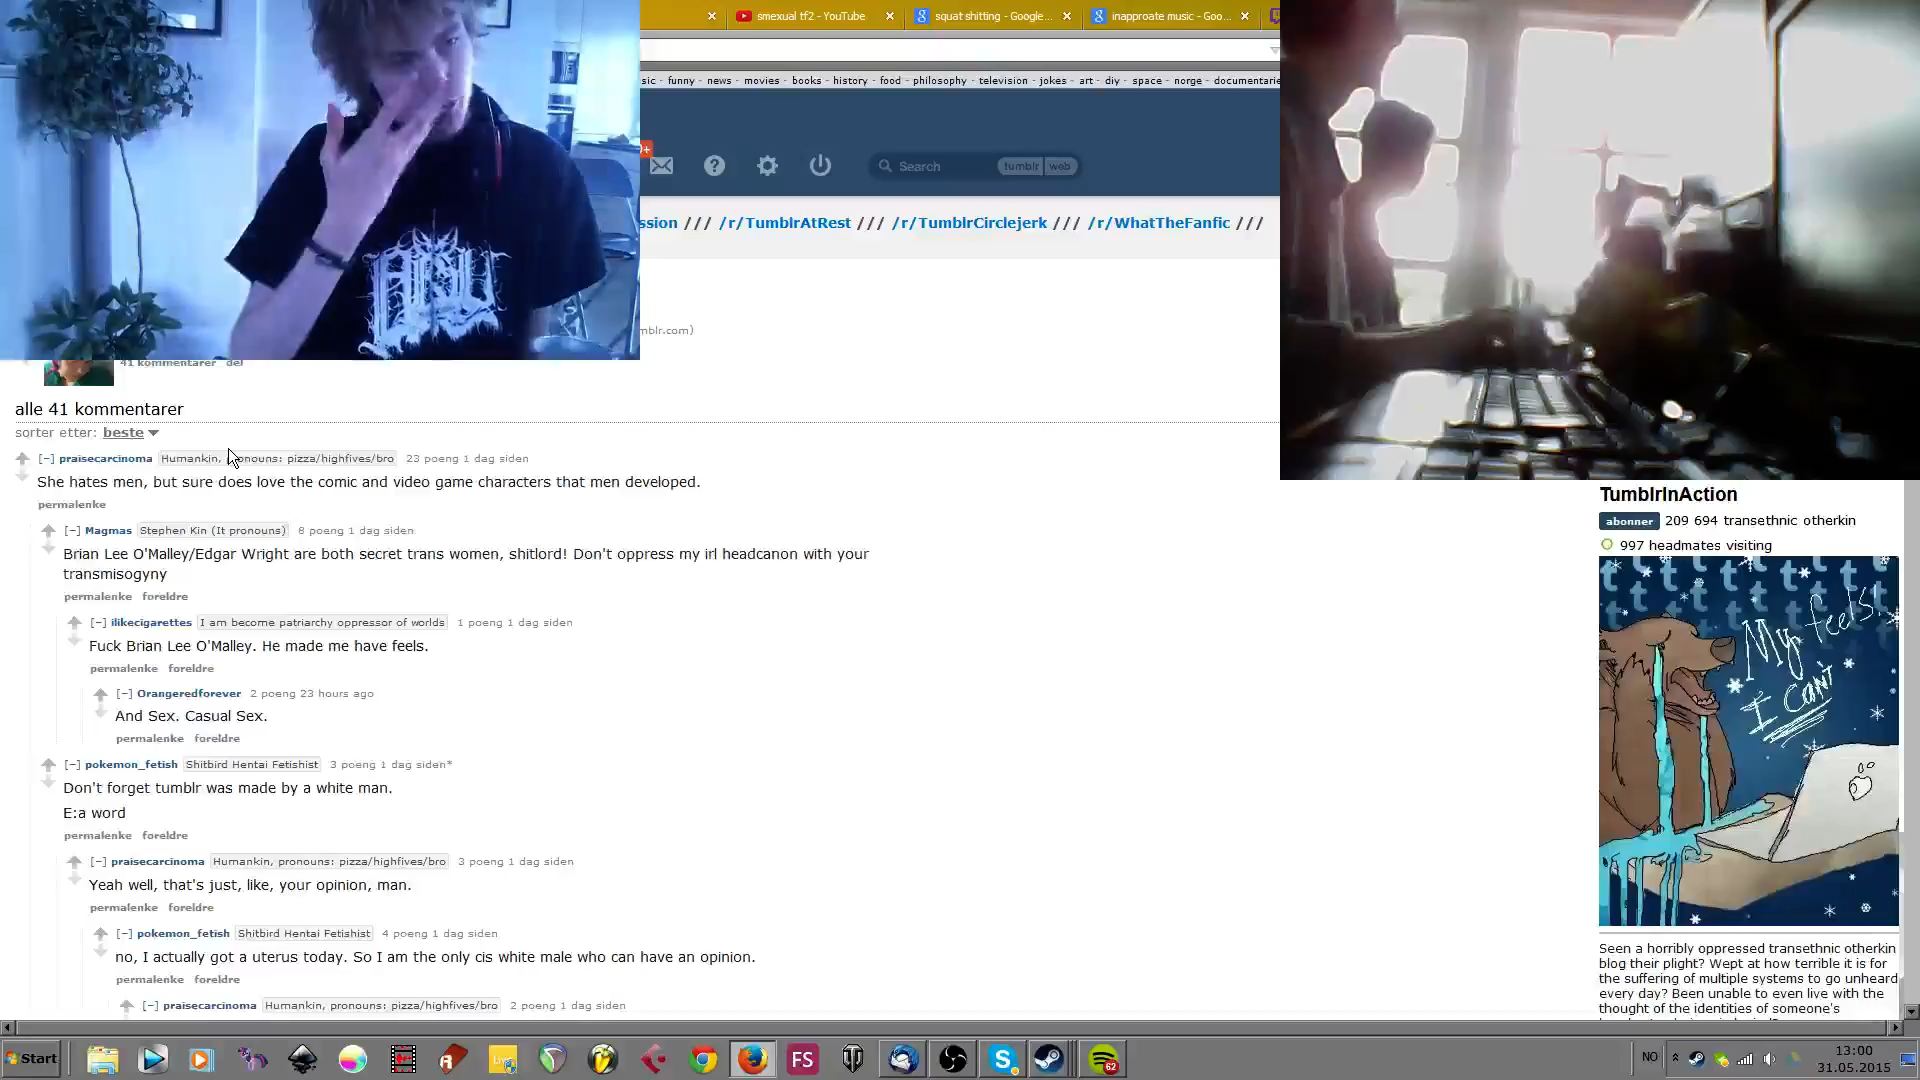 smexual tf2 - YouTube
squat shitting - Google...
inapproate music - Goo...
sic - funny - news - movies - books - history - food - philosophy - television - jokes - art - diy - space - norge - documentarie
Search
tumblr
web
ssion /// /r/TumblrAtRest /// /r/TumblrCirclejerk /// /r/WhatTheFanfic ///
mblr.com)
41 kommentarer del
alle 41 kommentarer
sorter etter: beste
[–] praisecarcinoma Humankin, pronouns: pizza/highfives/bro 23 poeng 1 dag siden
She hates men, but sure does love the comic and video game characters that men developed.
permalenke
[–] Magmas Stephen Kin (It pronouns) 8 poeng 1 dag siden
Brian Lee O'Malley/Edgar Wright are both secret trans women, shitlord! Don't oppress my irl headcanon with your
transmisogyny
permalenke foreldre
[–] ilikecigarettes I am become patriarchy oppressor of worlds 1 poeng 1 dag siden
Fuck Brian Lee O'Malley. He made me have feels.
permalenke foreldre
[–] Orangeredforever 2 poeng 23 hours ago
And Sex. Casual Sex.
permalenke foreldre
[–] pokemon_fetish Shitbird Hentai Fetishist 3 poeng 1 dag siden*
Don't forget tumblr was made by a white man.
E:a word
permalenke foreldre
[–] praisecarcinoma Humankin, pronouns: pizza/highfives/bro 3 poeng 1 dag siden
Yeah well, that's just, like, your opinion, man.
permalenke foreldre
[–] pokemon_fetish Shitbird Hentai Fetishist 4 poeng 1 dag siden
no, I actually got a uterus today. So I am the only cis white male who can have an opinion.
permalenke foreldre
[–] praisecarcinoma Humankin, pronouns: pizza/highfives/bro 2 poeng 1 dag siden
TumblrInAction
abonner 209 694 transethnic otherkin
997 headmates visiting
My feels!
I can't
Seen a horribly oppressed transethnic otherkin
blog their plight? Wept at how terrible it is for
the suffering of multiple systems to go unheard
every day? Been unable to even live with the
thought of the identities of someone's
Start
FS
62
NO
13:00
31.05.2015